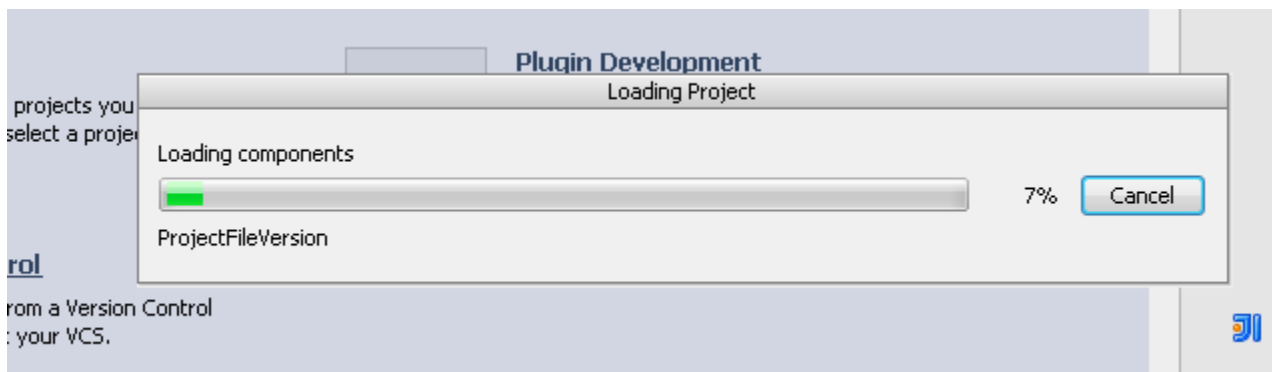 Plugin Development
Loading Project
projects you
select a proje
Loading components
7%
Cancel
ProjectFileVersion
rol
rom a Version Control
your VCS.